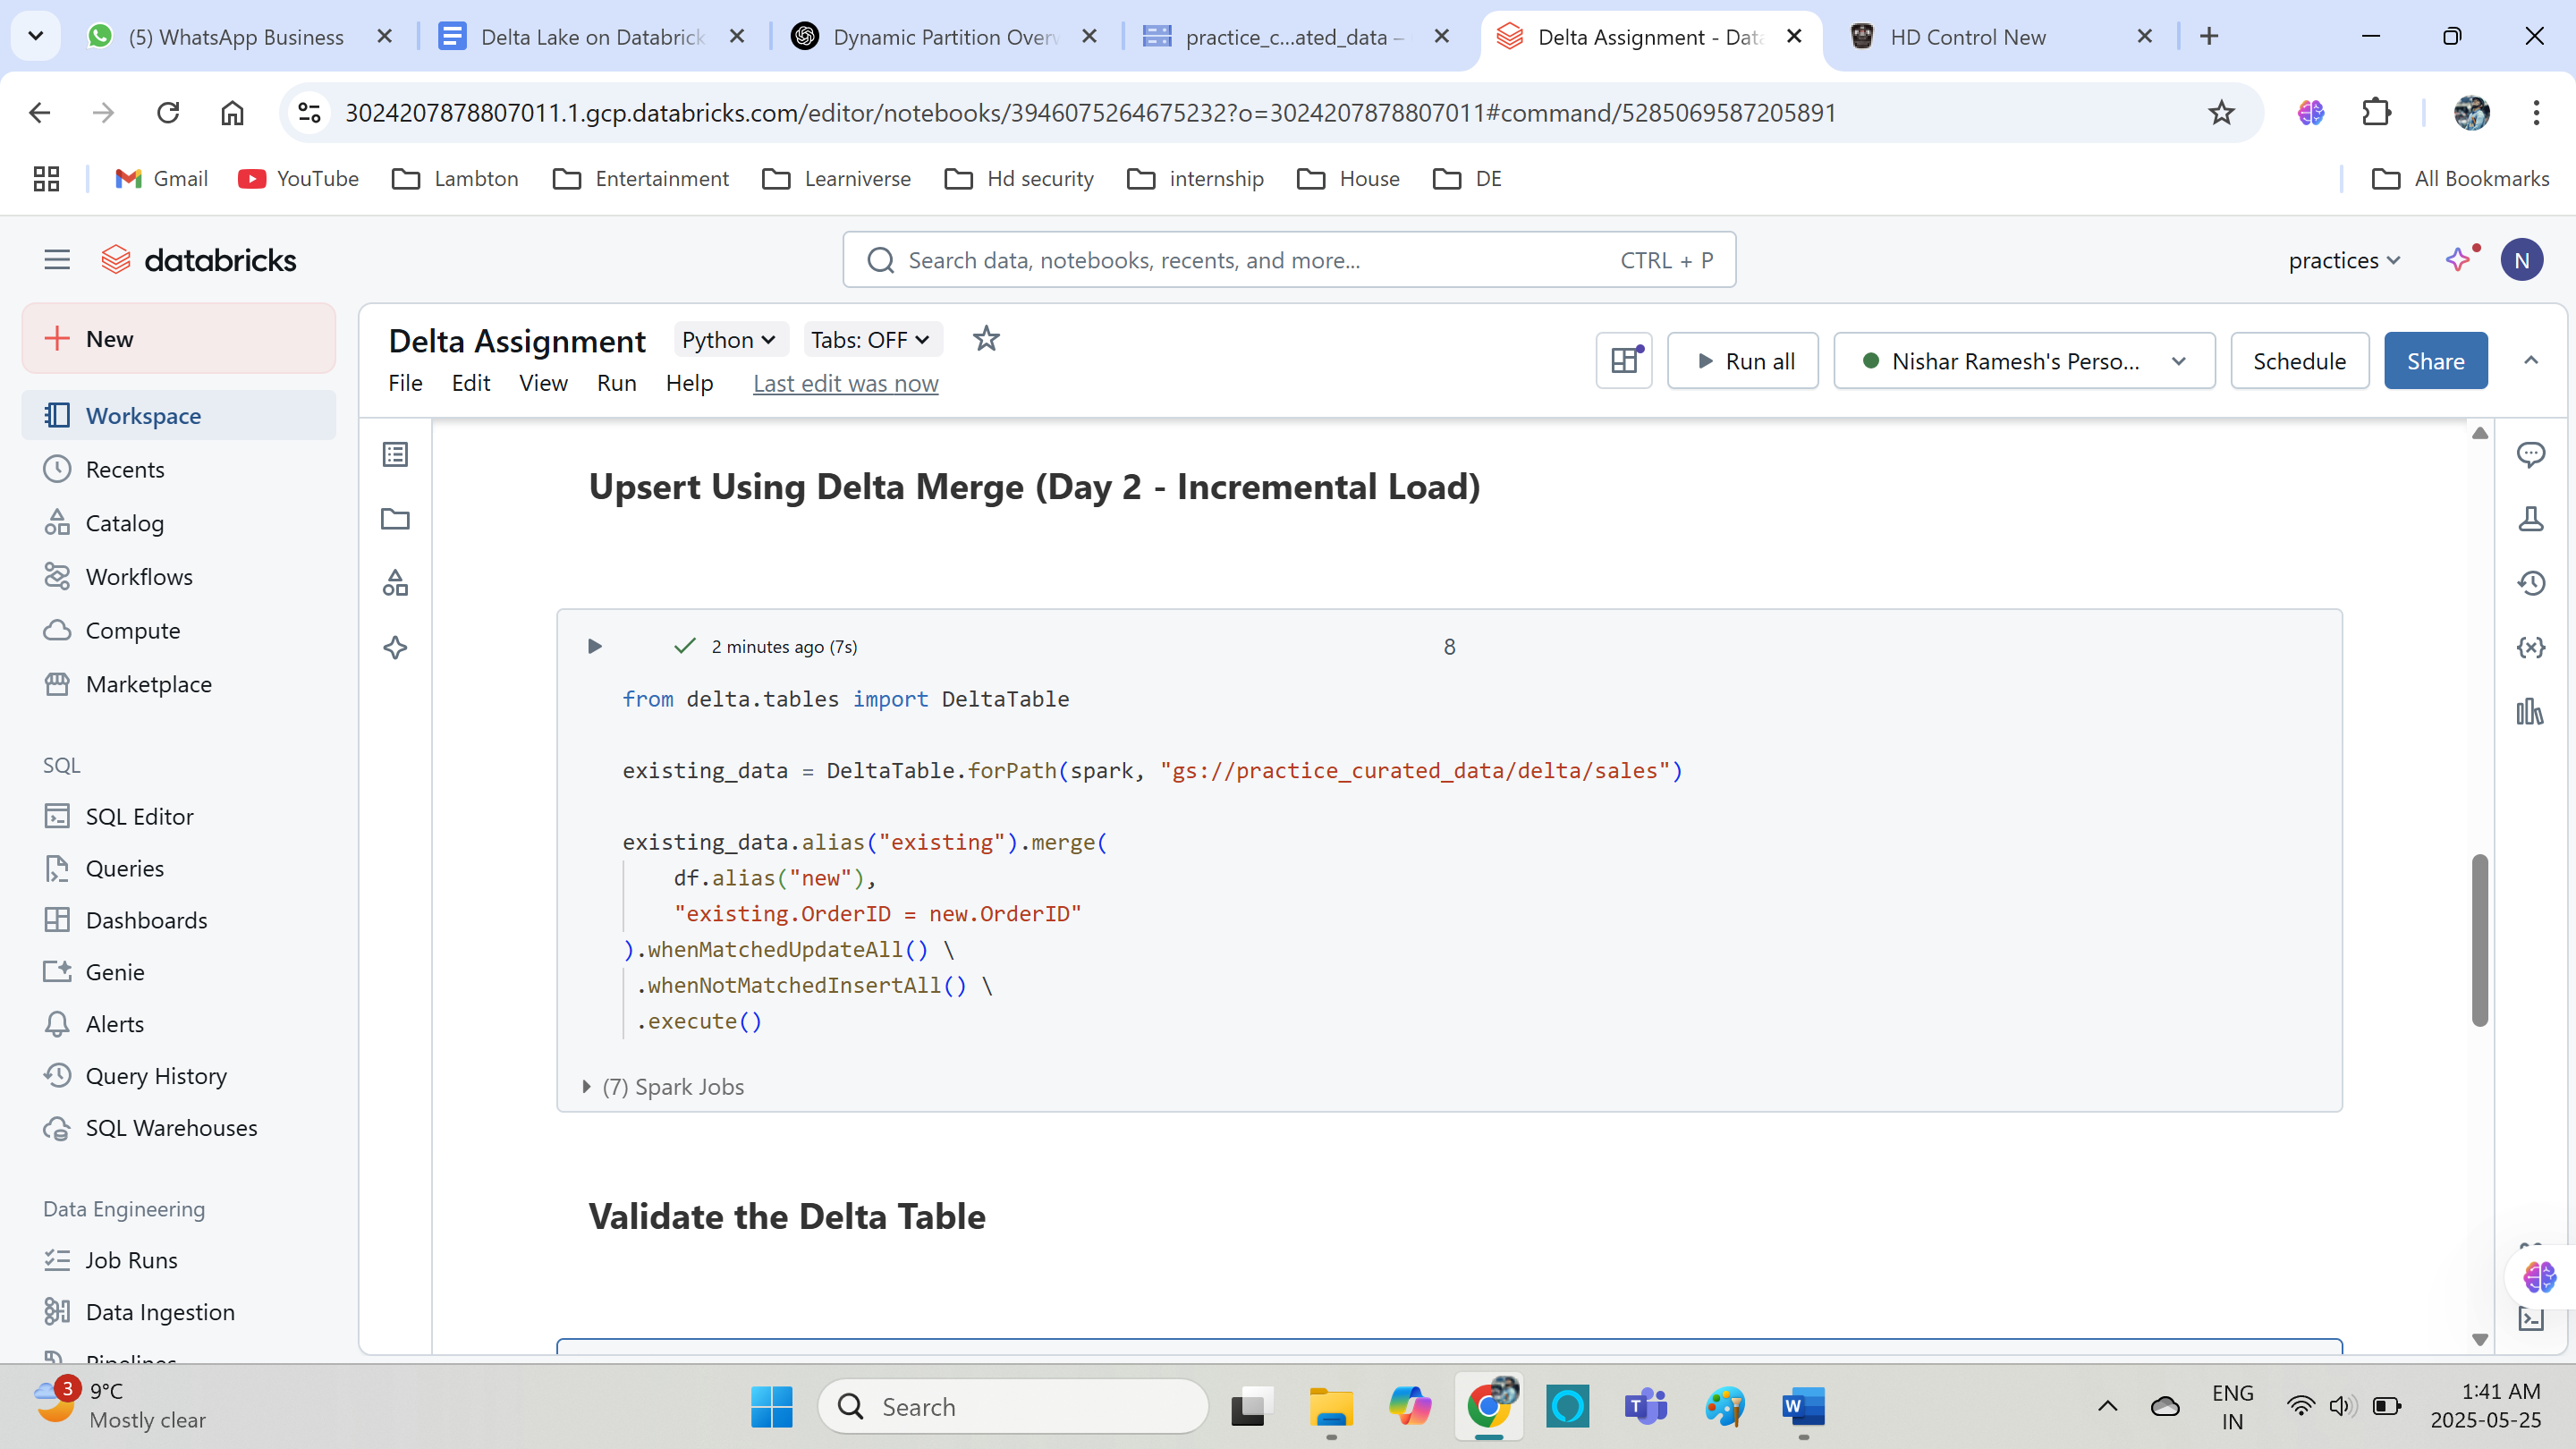 (5) WhatsApp Business
Delta Lake on Databrick
Dynamic Partition Over
practice_c...ated_data –
Delta Assignment - Data
HD Control New
3024207878807011.1.gcp.databricks.com/editor/notebooks/3946075264675232?o=3024207878807011#command/5285069587205891
Gmail
YouTube
Lambton
Entertainment
Learniverse
Hd security
internship
House
DE
All Bookmarks
databricks
Search data, notebooks, recents, and more...
CTRL + P
practices
N
New
Workspace
Recents
Catalog
Workflows
Compute
Marketplace
SQL
SQL Editor
Queries
Dashboards
Genie
Alerts
Query History
SQL Warehouses
Data Engineering
Job Runs
Data Ingestion
Pipelines
Delta Assignment
Python
Tabs: OFF
File
Edit
View
Run
Help
Last edit was now
Run all
Nishar Ramesh's Perso...
Schedule
Share
Upsert Using Delta Merge (Day 2 - Incremental Load)
2 minutes ago (7s)
8
from delta.tables import DeltaTable
existing_data = DeltaTable.forPath(spark, "gs://practice_curated_data/delta/sales")
existing_data.alias("existing").merge(
df.alias("new"),
"existing.OrderID = new.OrderID"
).whenMatchedUpdateAll() \
.whenNotMatchedInsertAll() \
.execute()
(7) Spark Jobs
Validate the Delta Table
3
9°C
Mostly clear
Search
ENG
IN
1:41 AM
2025-05-25